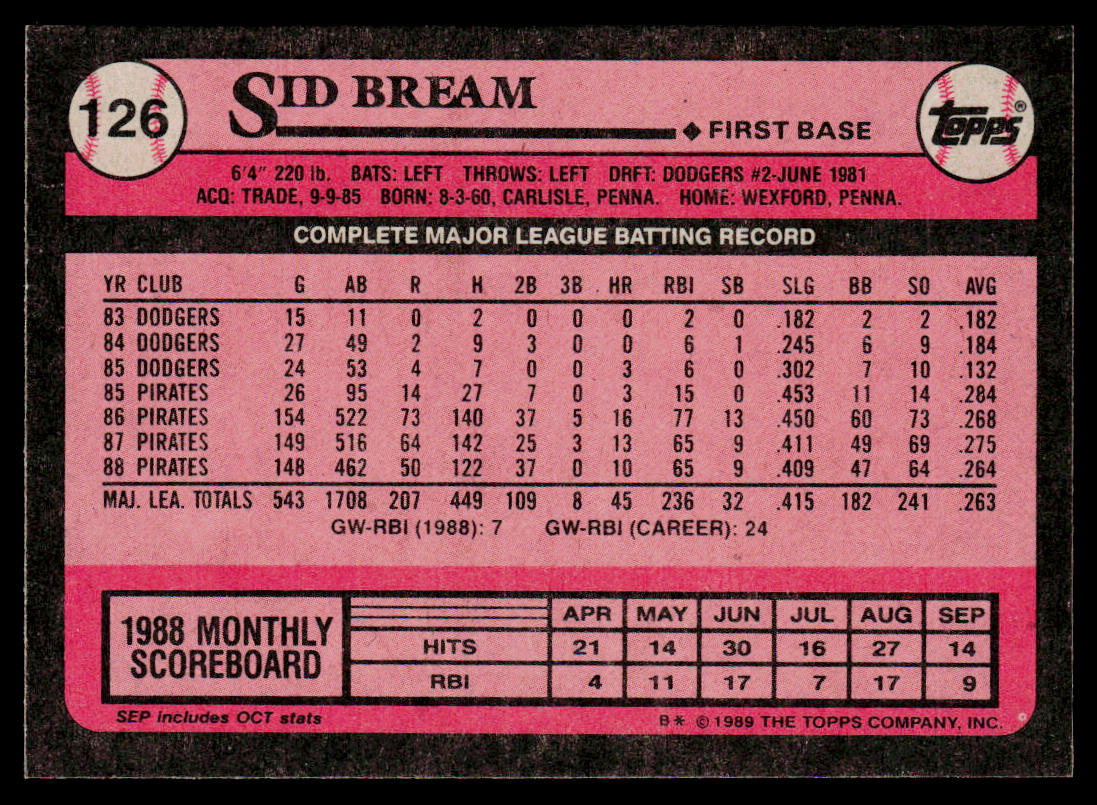 126
SID BREAM
FIRST BASE
TOPPS®
6'4" 220 lb. BATS: LEFT THROWS: LEFT DRFT: DODGERS #2-JUNE 1981
ACQ: TRADE, 9-9-85 BORN: 8-3-60, CARLISLE, PENNA. HOME: WEXFORD, PENNA.
COMPLETE MAJOR LEAGUE BATTING RECORD
YR CLUB G AB R H 2B 3B HR RBI SB SLG BB SO AVG
83 DODGERS 15 11 0 2 0 0 0 2 0 .182 2 2 .182
84 DODGERS 27 49 2 9 3 0 0 6 1 .245 6 9 .184
85 DODGERS 24 53 4 7 0 0 3 6 0 .302 7 10 .132
85 PIRATES 26 95 14 27 7 0 3 15 0 .453 11 14 .284
86 PIRATES 154 522 73 140 37 5 16 77 13 .450 60 73 .268
87 PIRATES 149 516 64 142 25 3 13 65 9 .411 49 69 .275
88 PIRATES 148 462 50 122 37 0 10 65 9 .409 47 64 .264
MAJ. LEA. TOTALS 543 1708 207 449 109 8 45 236 32 .415 182 241 .263
GW-RBI (1988): 7 GW-RBI (CAREER): 24
1988 MONTHLY
SCOREBOARD
APR MAY JUN JUL AUG SEP
HITS 21 14 30 16 27 14
RBI 4 11 17 7 17 9
SEP includes OCT stats
B* © 1989 THE TOPPS COMPANY, INC.